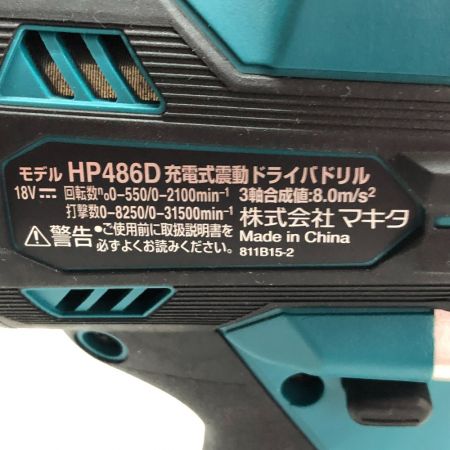 モデル HP486D 充電式震動ドライバドリル
18V⎓ 回転数n₀0-550/0-2100min⁻¹ 3軸合成値:8.0m/s²
打撃数0-8250/0-31500min⁻¹ 株式会社マキタ
⚠警告 •ご使用前に取扱説明書を Made in China
必ずよくお読みください。 811B15-2